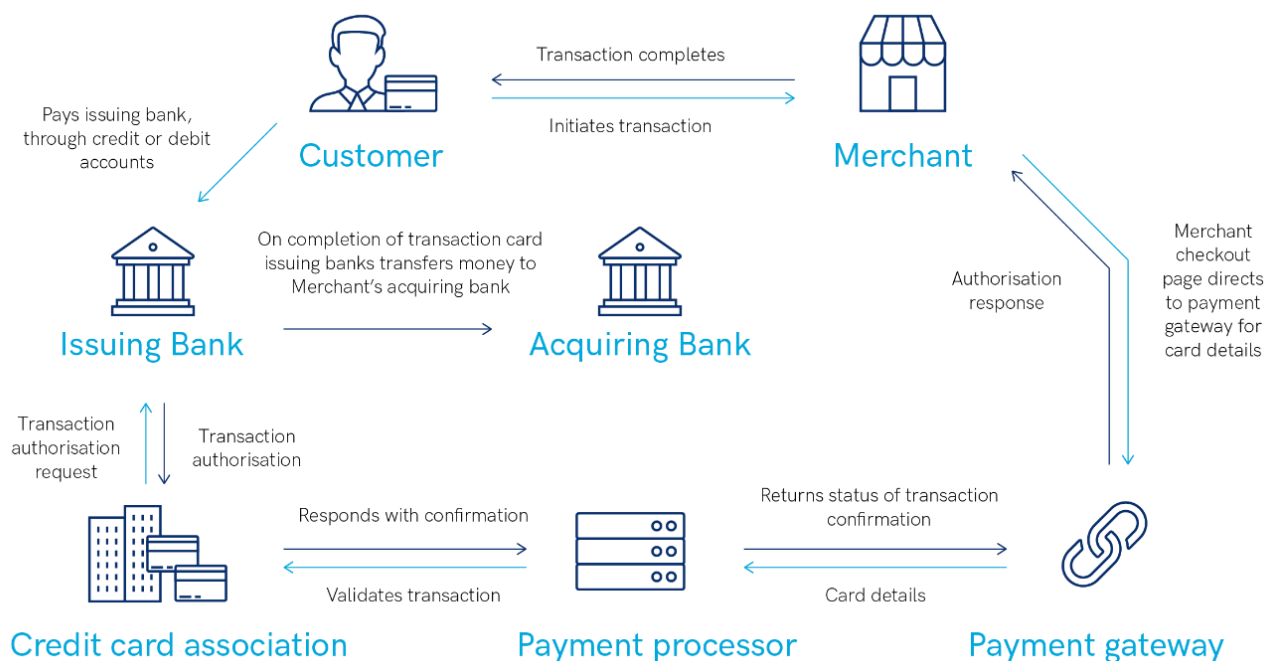 Transaction completes
Initiates transaction
Pays issuing bank,
through credit or debit
accounts
Customer
Merchant
On completion of transaction card
issuing banks transfers money to
Merchant's acquiring bank
Issuing Bank
Acquiring Bank
Authorisation
response
Merchant
checkout
page directs
to payment
gateway for
card details
Transaction
authorisation
request
Transaction
authorisation
Responds with confirmation
Validates transaction
Returns status of transaction
confirmation
Card details
Credit card association
Payment processor
Payment gateway